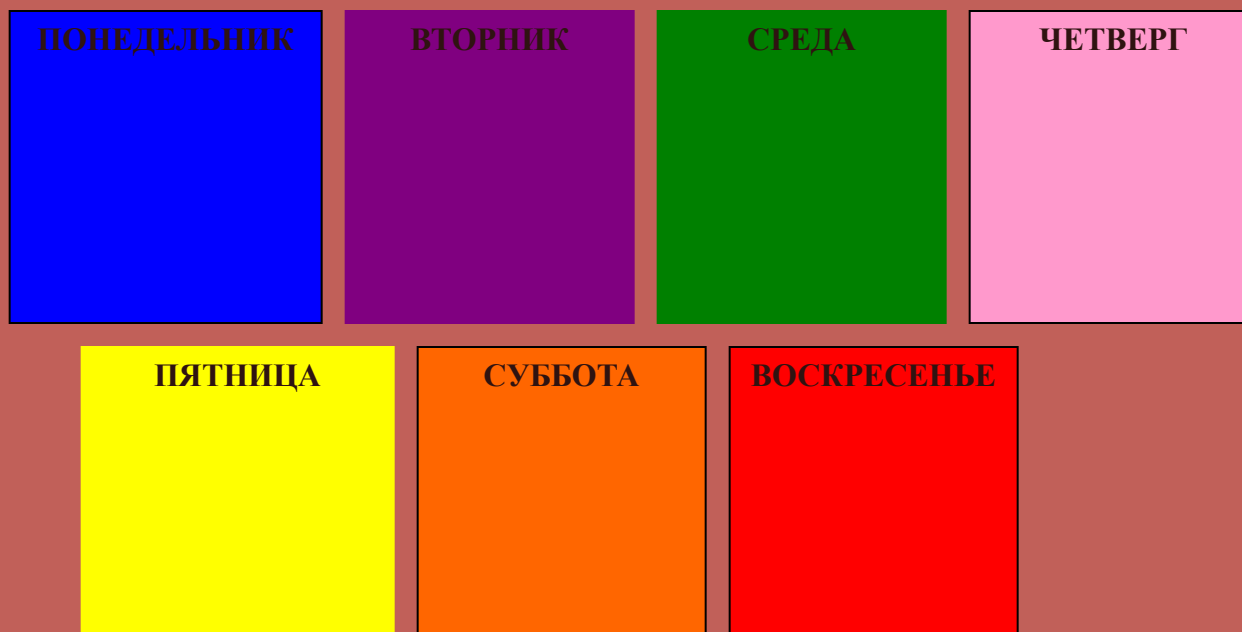 ПОНЕДЕЛЬНИК
ВТОРНИК
СРЕДА
ЧЕТВЕРГ
ПЯТНИЦА
СУББОТА
ВОСКРЕСЕНЬЕ